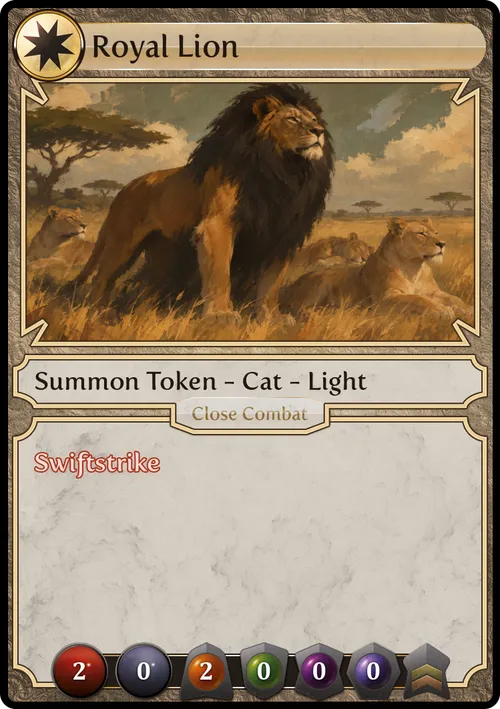 Royal Lion
Summon Token - Cat - Light
Close Combat
Swiftstrike
2* 0* 2 0 0 0